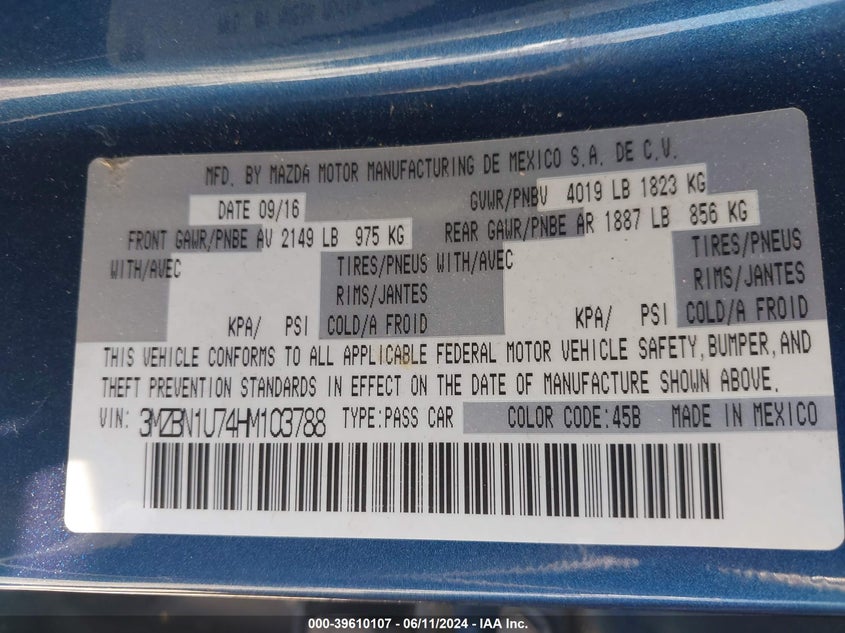 MFD. BY MAZDA MOTOR MANUFACTURING DE MEXICO S.A. DE C.V.
DATE 09/16 GVWR/PNBV 4019 LB 1823 KG
FRONT GAWR/PNBE AV 2149 LB 975 KG REAR GAWR/PNBE AR 1887 LB 856 KG
WITH/AVEC TIRES/PNEUS WITH/AVEC TIRES/PNEUS
RIMS/JANTES RIMS/JANTES
KPA/ PSI COLD/A FROID KPA/ PSI COLD/A FROID
THIS VEHICLE CONFORMS TO ALL APPLICABLE FEDERAL MOTOR VEHICLE SAFETY, BUMPER, AND
THEFT PREVENTION STANDARDS IN EFFECT ON THE DATE OF MANUFACTURE SHOWN ABOVE.
VIN: 3MZBN1U74HM103788 TYPE:PASS CAR COLOR CODE:45B MADE IN MEXICO
000-39610107 - 06/11/2024 - IAA Inc.